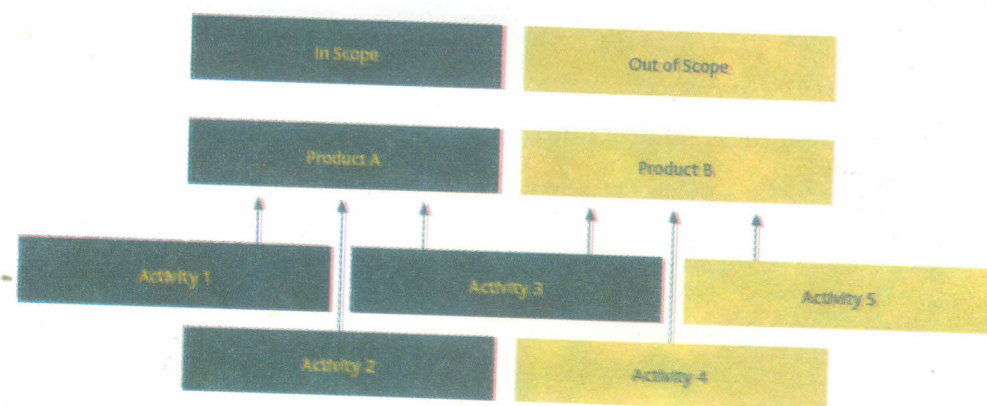 In Scope
Out of Scope
Product A
Product B
Activity 1
Activity 3
Activity 5
Activity 2
Activity 4